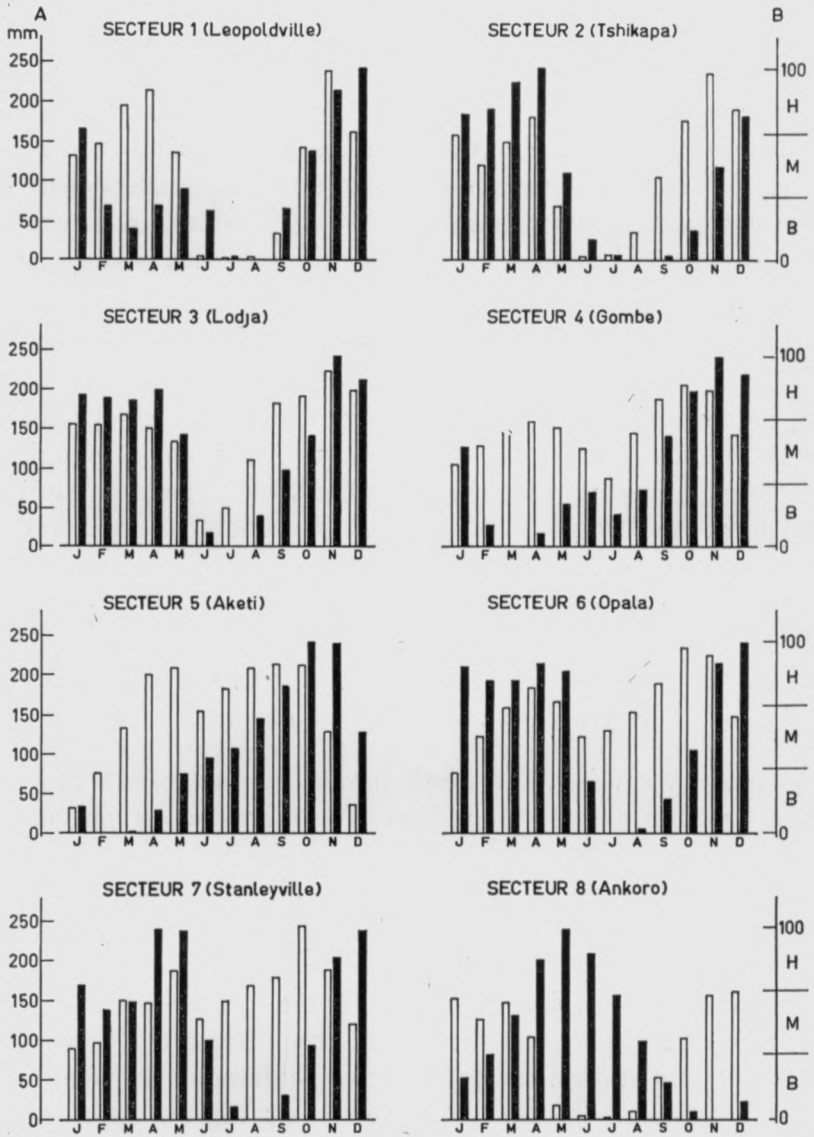 A B
mm SECTEUR 1 (Leopoldville) SECTEUR 2 (Tshikapa)
250 100
200 H
150 M
100
50 B
0 0
J F M A M J J A S O N D J F M A M J J A S O N D
SECTEUR 3 (Lodja) SECTEUR 4 (Gombe)
250 100
200 H
150 M
100
50 B
0 0
J F M A M J J A S O N D J F M A M J J A S O N D
SECTEUR 5 (Aketi) SECTEUR 6 (Opala)
250 100
200 H
150 M
100
50 B
0 0
J F M A M J J A S O N D J F M A M J J A S O N D
SECTEUR 7 (Stanleyville) SECTEUR 8 (Ankoro)
250 100
200 H
150 M
100
50 B
0 0
J F M A M J J A S O N D J F M A M J J A S O N D